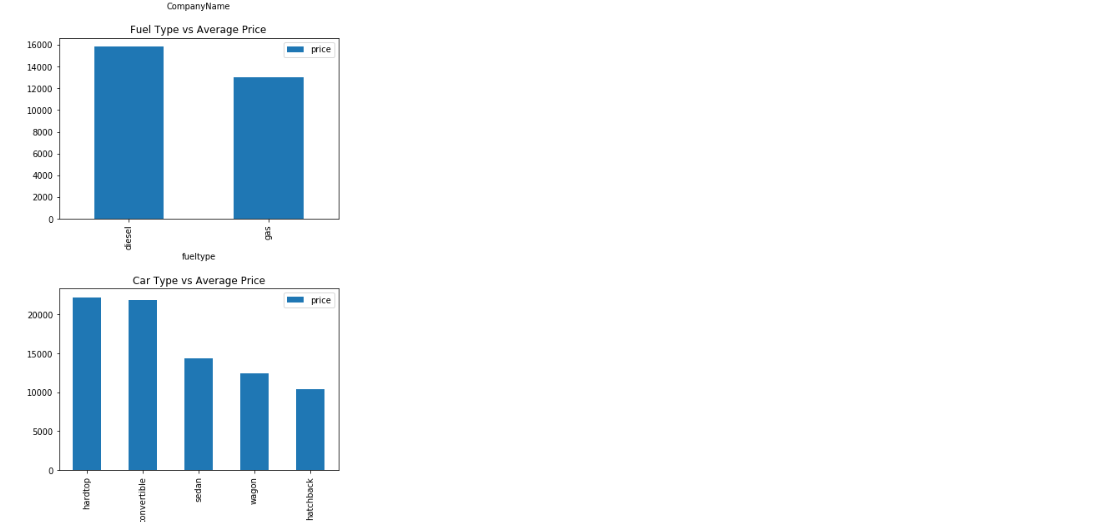 CompanyName
Fuel Type vs Average Price
price
16000
14000
12000
10000
8000
6000
4000
2000
0
diesel
gas
fueltype
Car Type vs Average Price
price
20000
15000
10000
5000
0
hardtop
onvertible
sedan
wagon
hatchback